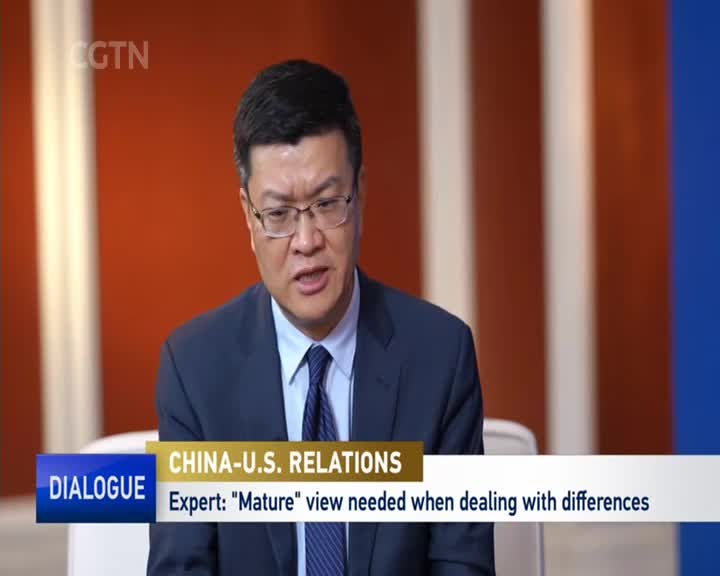 CGTN
CHINA-U.S. RELATIONS
DIALOGUE
Expert: "Mature" view needed when dealing with differences